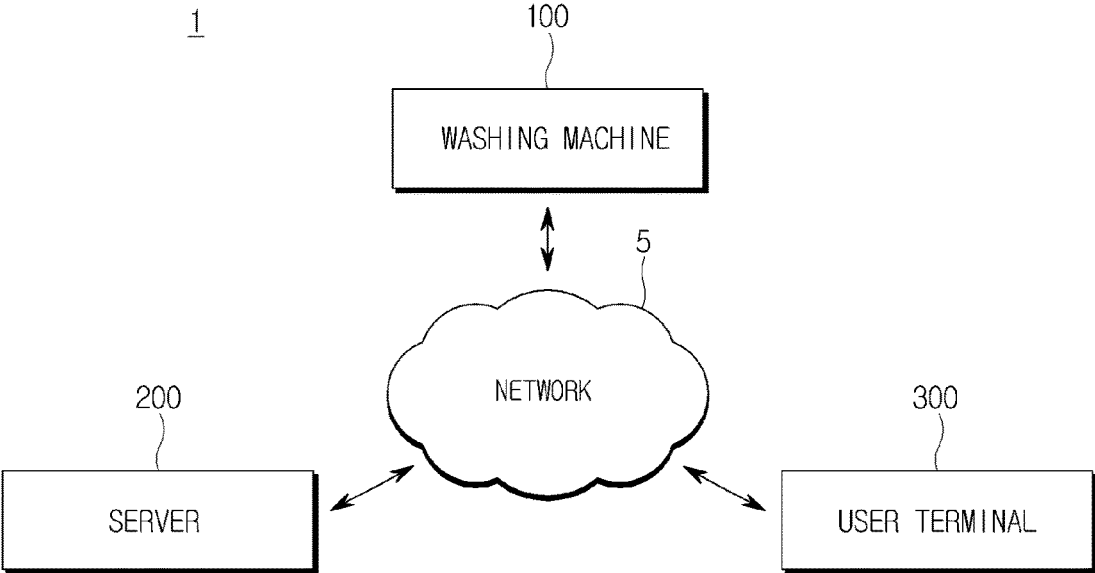 1
100
WASHING MACHINE
5
NETWORK
200
300
SERVER
USER TERMINAL